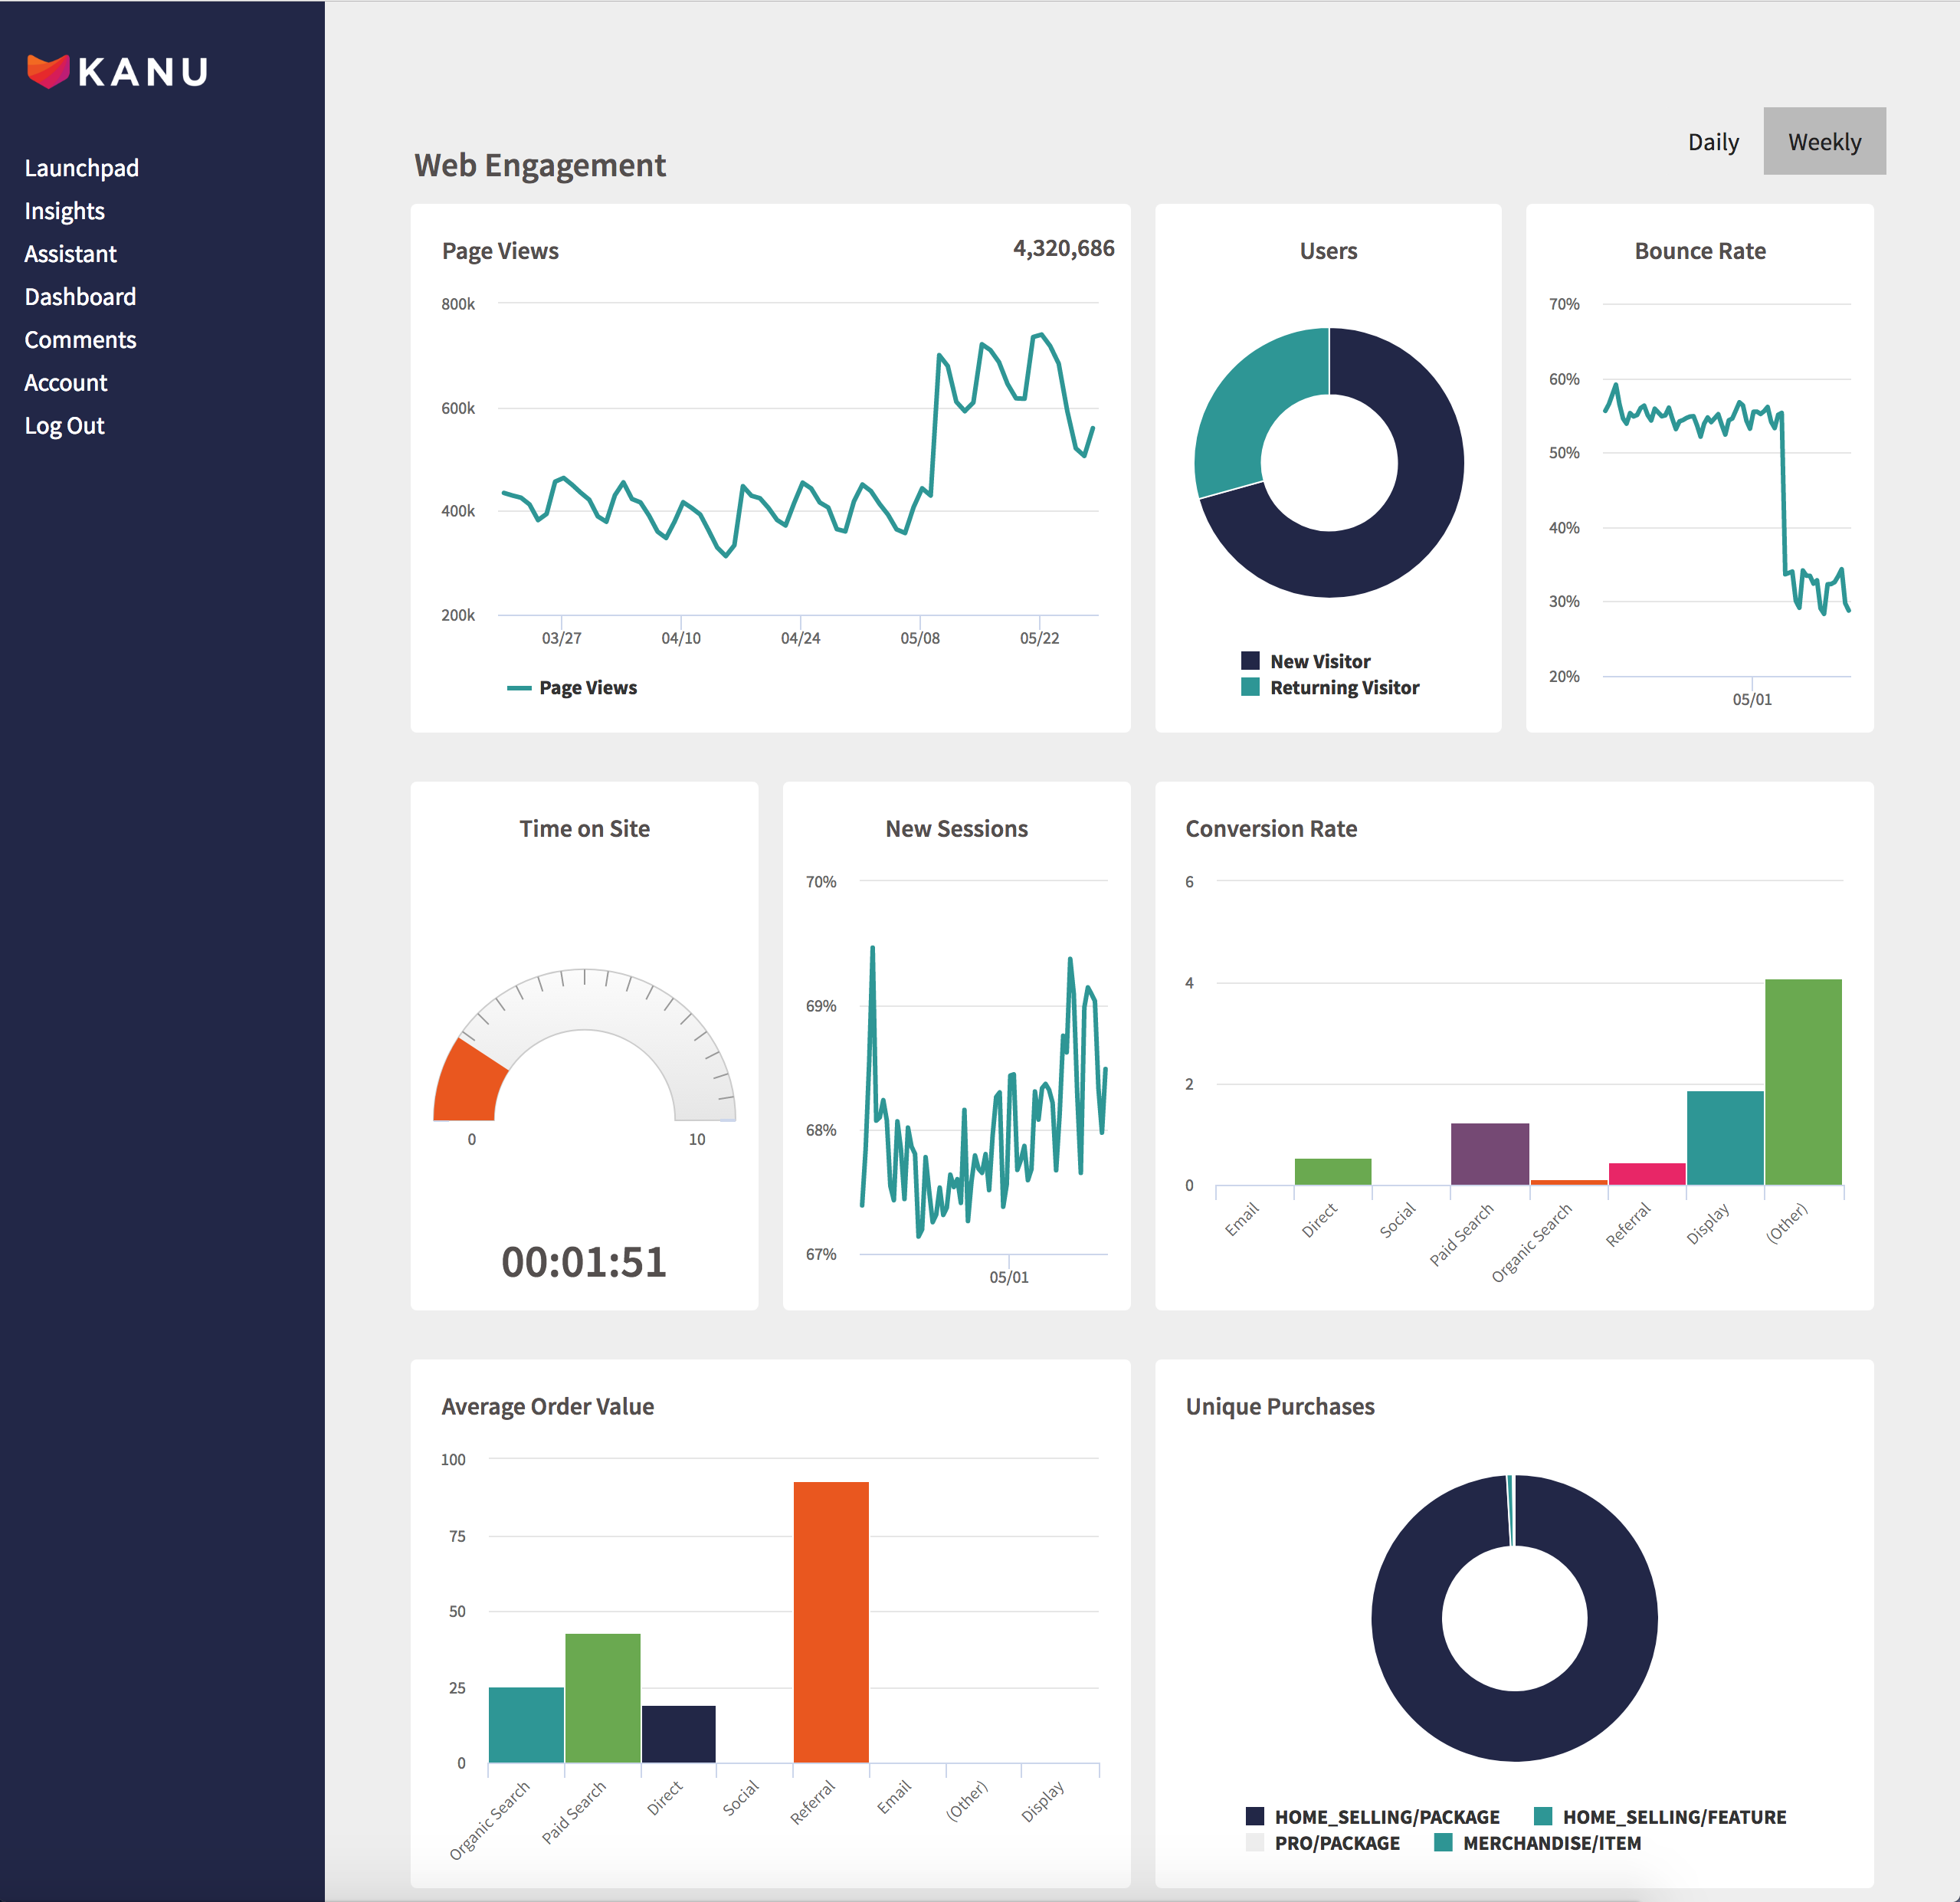 KANU
Launchpad
Insights
Assistant
Dashboard
Comments
Account
Log Out
Daily
Weekly
Web Engagement
Page Views
4,320,686
800k
600k
400k
200k
03/27
04/10
04/24
05/08
05/22
Page Views
Users
New Visitor
Returning Visitor
Bounce Rate
70%
60%
50%
40%
30%
20%
05/01
Time on Site
0
10
00:01:51
New Sessions
70%
69%
68%
67%
05/01
Conversion Rate
6
4
2
0
Email
Direct
Social
Paid Search
Organic Search
Referral
Display
(Other)
Average Order Value
100
75
50
25
0
Organic Search
Paid Search
Direct
Social
Referral
Email
(Other)
Display
Unique Purchases
HOME_SELLING/PACKAGE
HOME_SELLING/FEATURE
PRO/PACKAGE
MERCHANDISE/ITEM